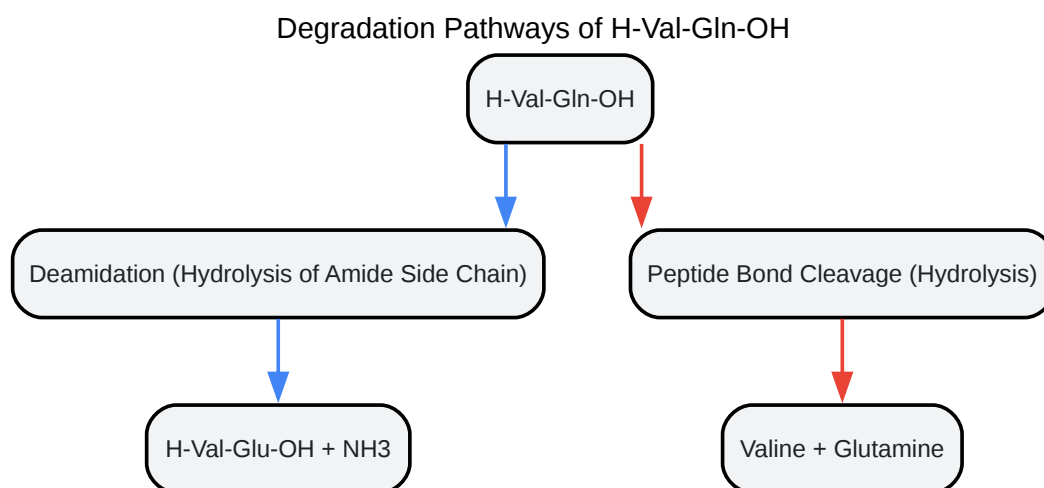 Degradation Pathways of H-Val-Gln-OH
H-Val-Gln-OH
Deamidation (Hydrolysis of Amide Side Chain)
Peptide Bond Cleavage (Hydrolysis)
H-Val-Glu-OH + NH3
Valine + Glutamine